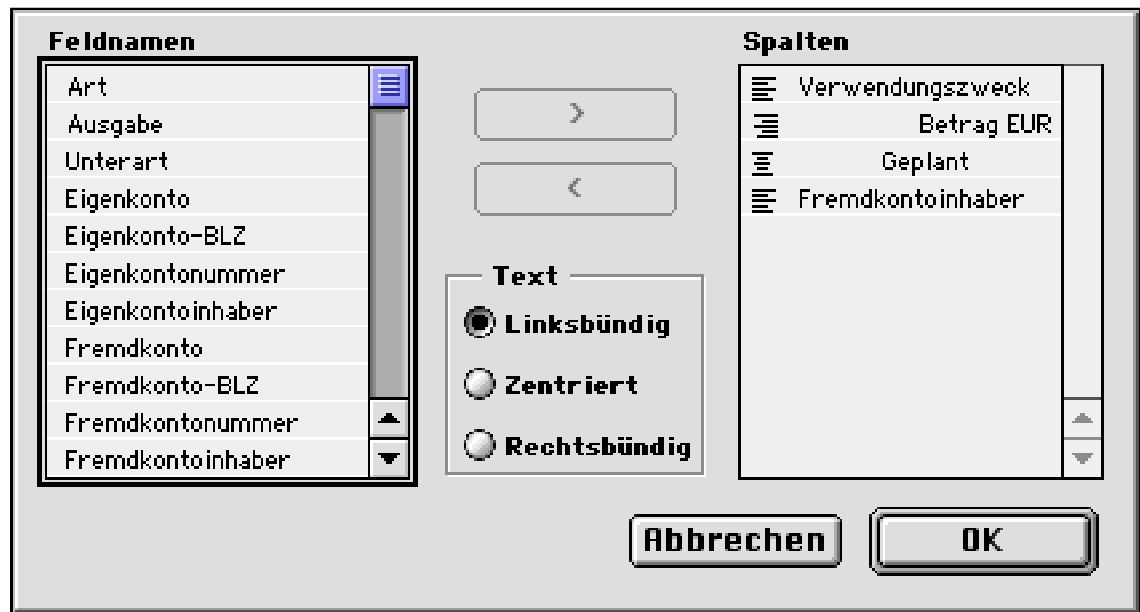 Feldnamen
Art
Ausgabe
Unterart
Eigenkonto
Eigenkonto-BLZ
Eigenkontonummer
Eigenkontoinhaber
Fremdkonto
Fremdkonto-BLZ
Fremdkontonummer
Fremdkontoinhaber
>
<
Text
Linksbündig
Zentriert
Rechtsbündig
Spalten
Verwendungszweck
Betrag EUR
Geplant
Fremdkontoinhaber
Abbrechen
OK